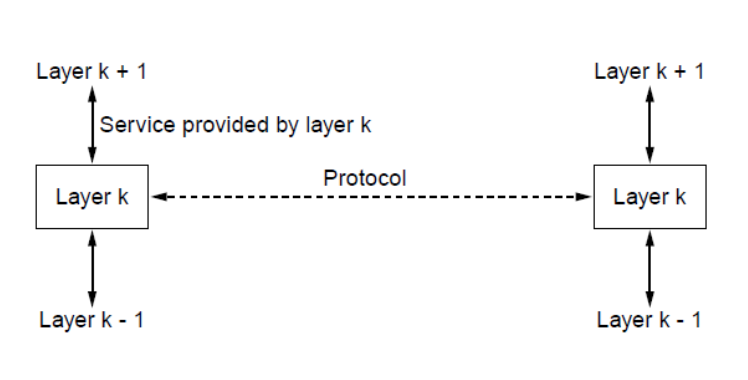 Layer k + 1
Layer k + 1
Service provided by layer k
Protocol
Layer k
Layer k
Layer k - 1
Layer k - 1